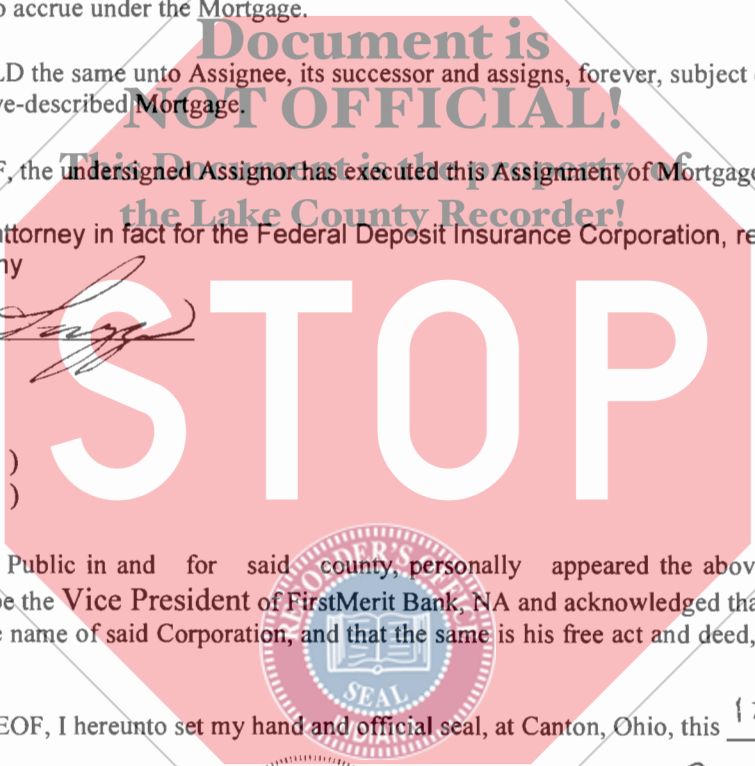 o accrue under the Mortgage.
Document is
LD the same unto Assignee, its successor and assigns, forever, subject
ve-described Mortgage.
NOT OFFICIAL!
F, the undersigned Assignor has executed this Assignment of Mortgage
This Document is the property of
the Lake County Recorder!
attorney in fact for the Federal Deposit Insurance Corporation, re
ny
STOP
)
)
Public in and for said county, personally appeared the abov
be the Vice President of FirstMerit Bank, NA and acknowledged tha
e name of said Corporation, and that the same is his free act and deed,
RECORDER'S OFFICE
SEAL
INDIANA
EOF, I hereunto set my hand and official seal, at Canton, Ohio, this